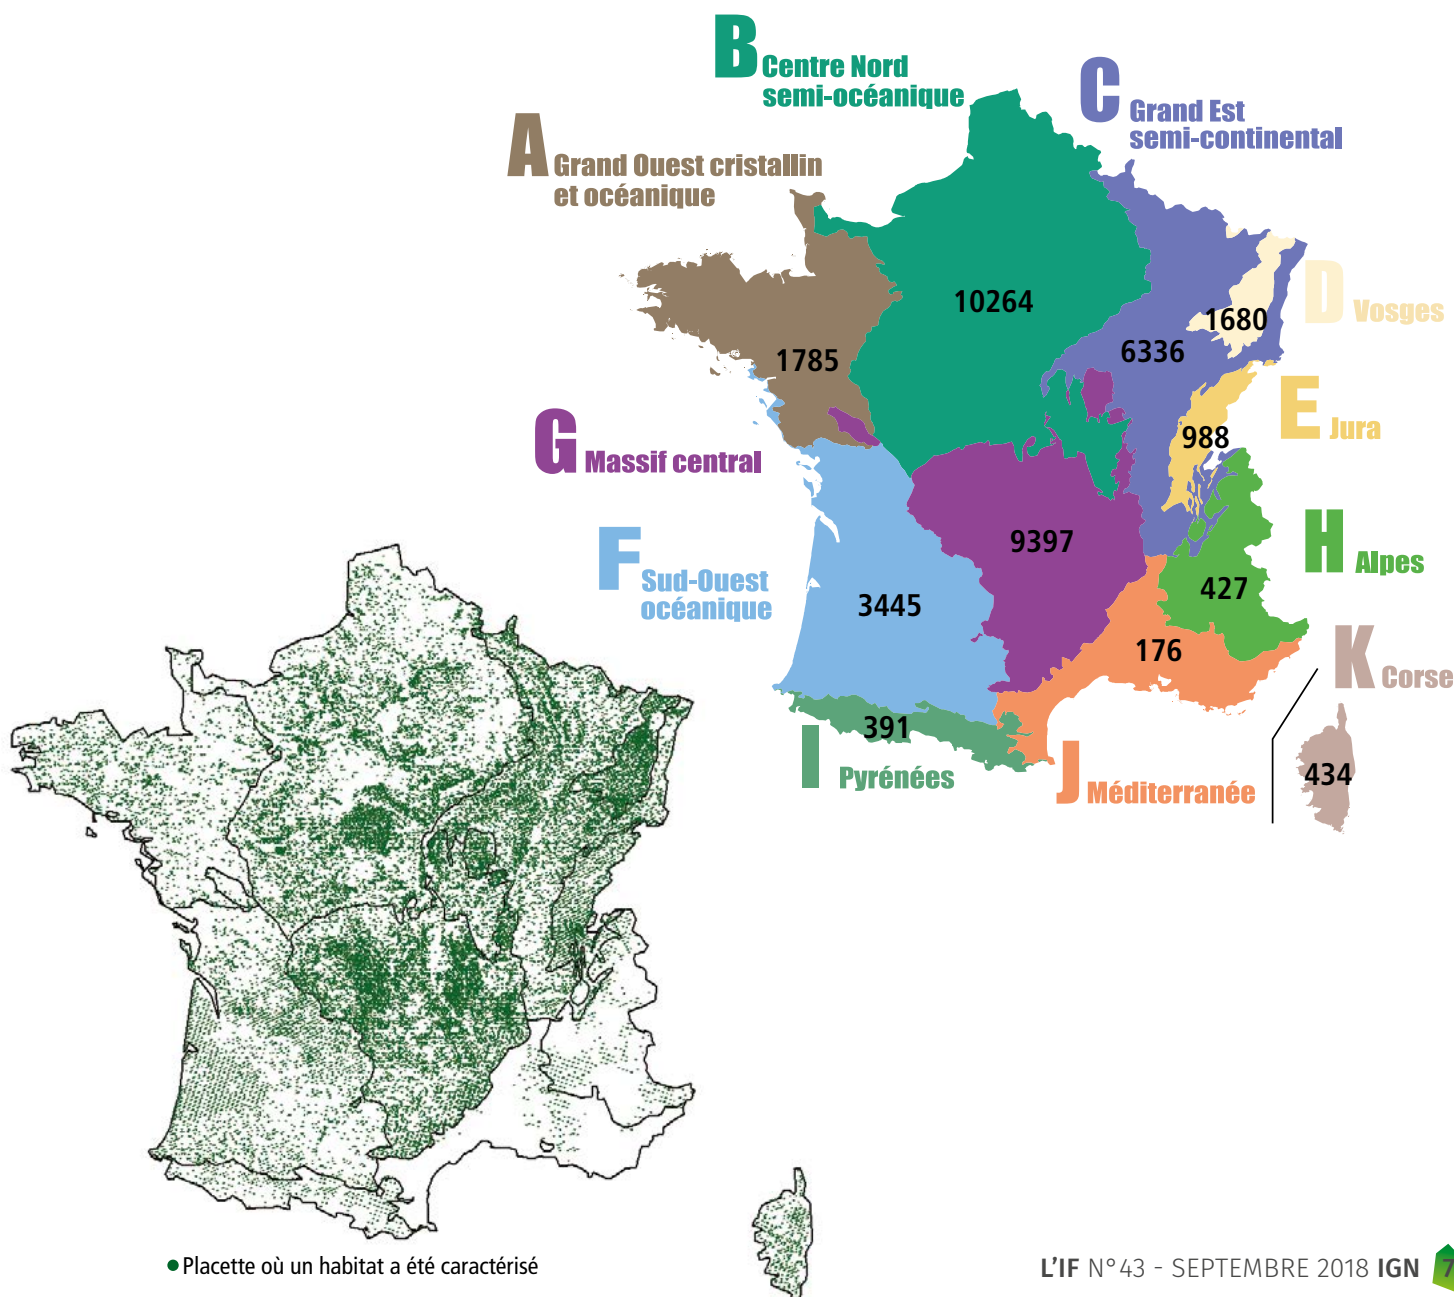 B Centre Nord
semi-océanique
C Grand Est
semi-continental
A Grand Ouest cristallin
et océanique
10264
D Vosges
1680
6336
1785
E Jura
988
G Massif central
9397
H Alpes
427
F Sud-Ouest
océanique
3445
176
K Corse
391
I Pyrénées
J Méditerranée
434
Placette où un habitat a été caractérisé
L'IF N°43 - SEPTEMBRE 2018 IGN 7